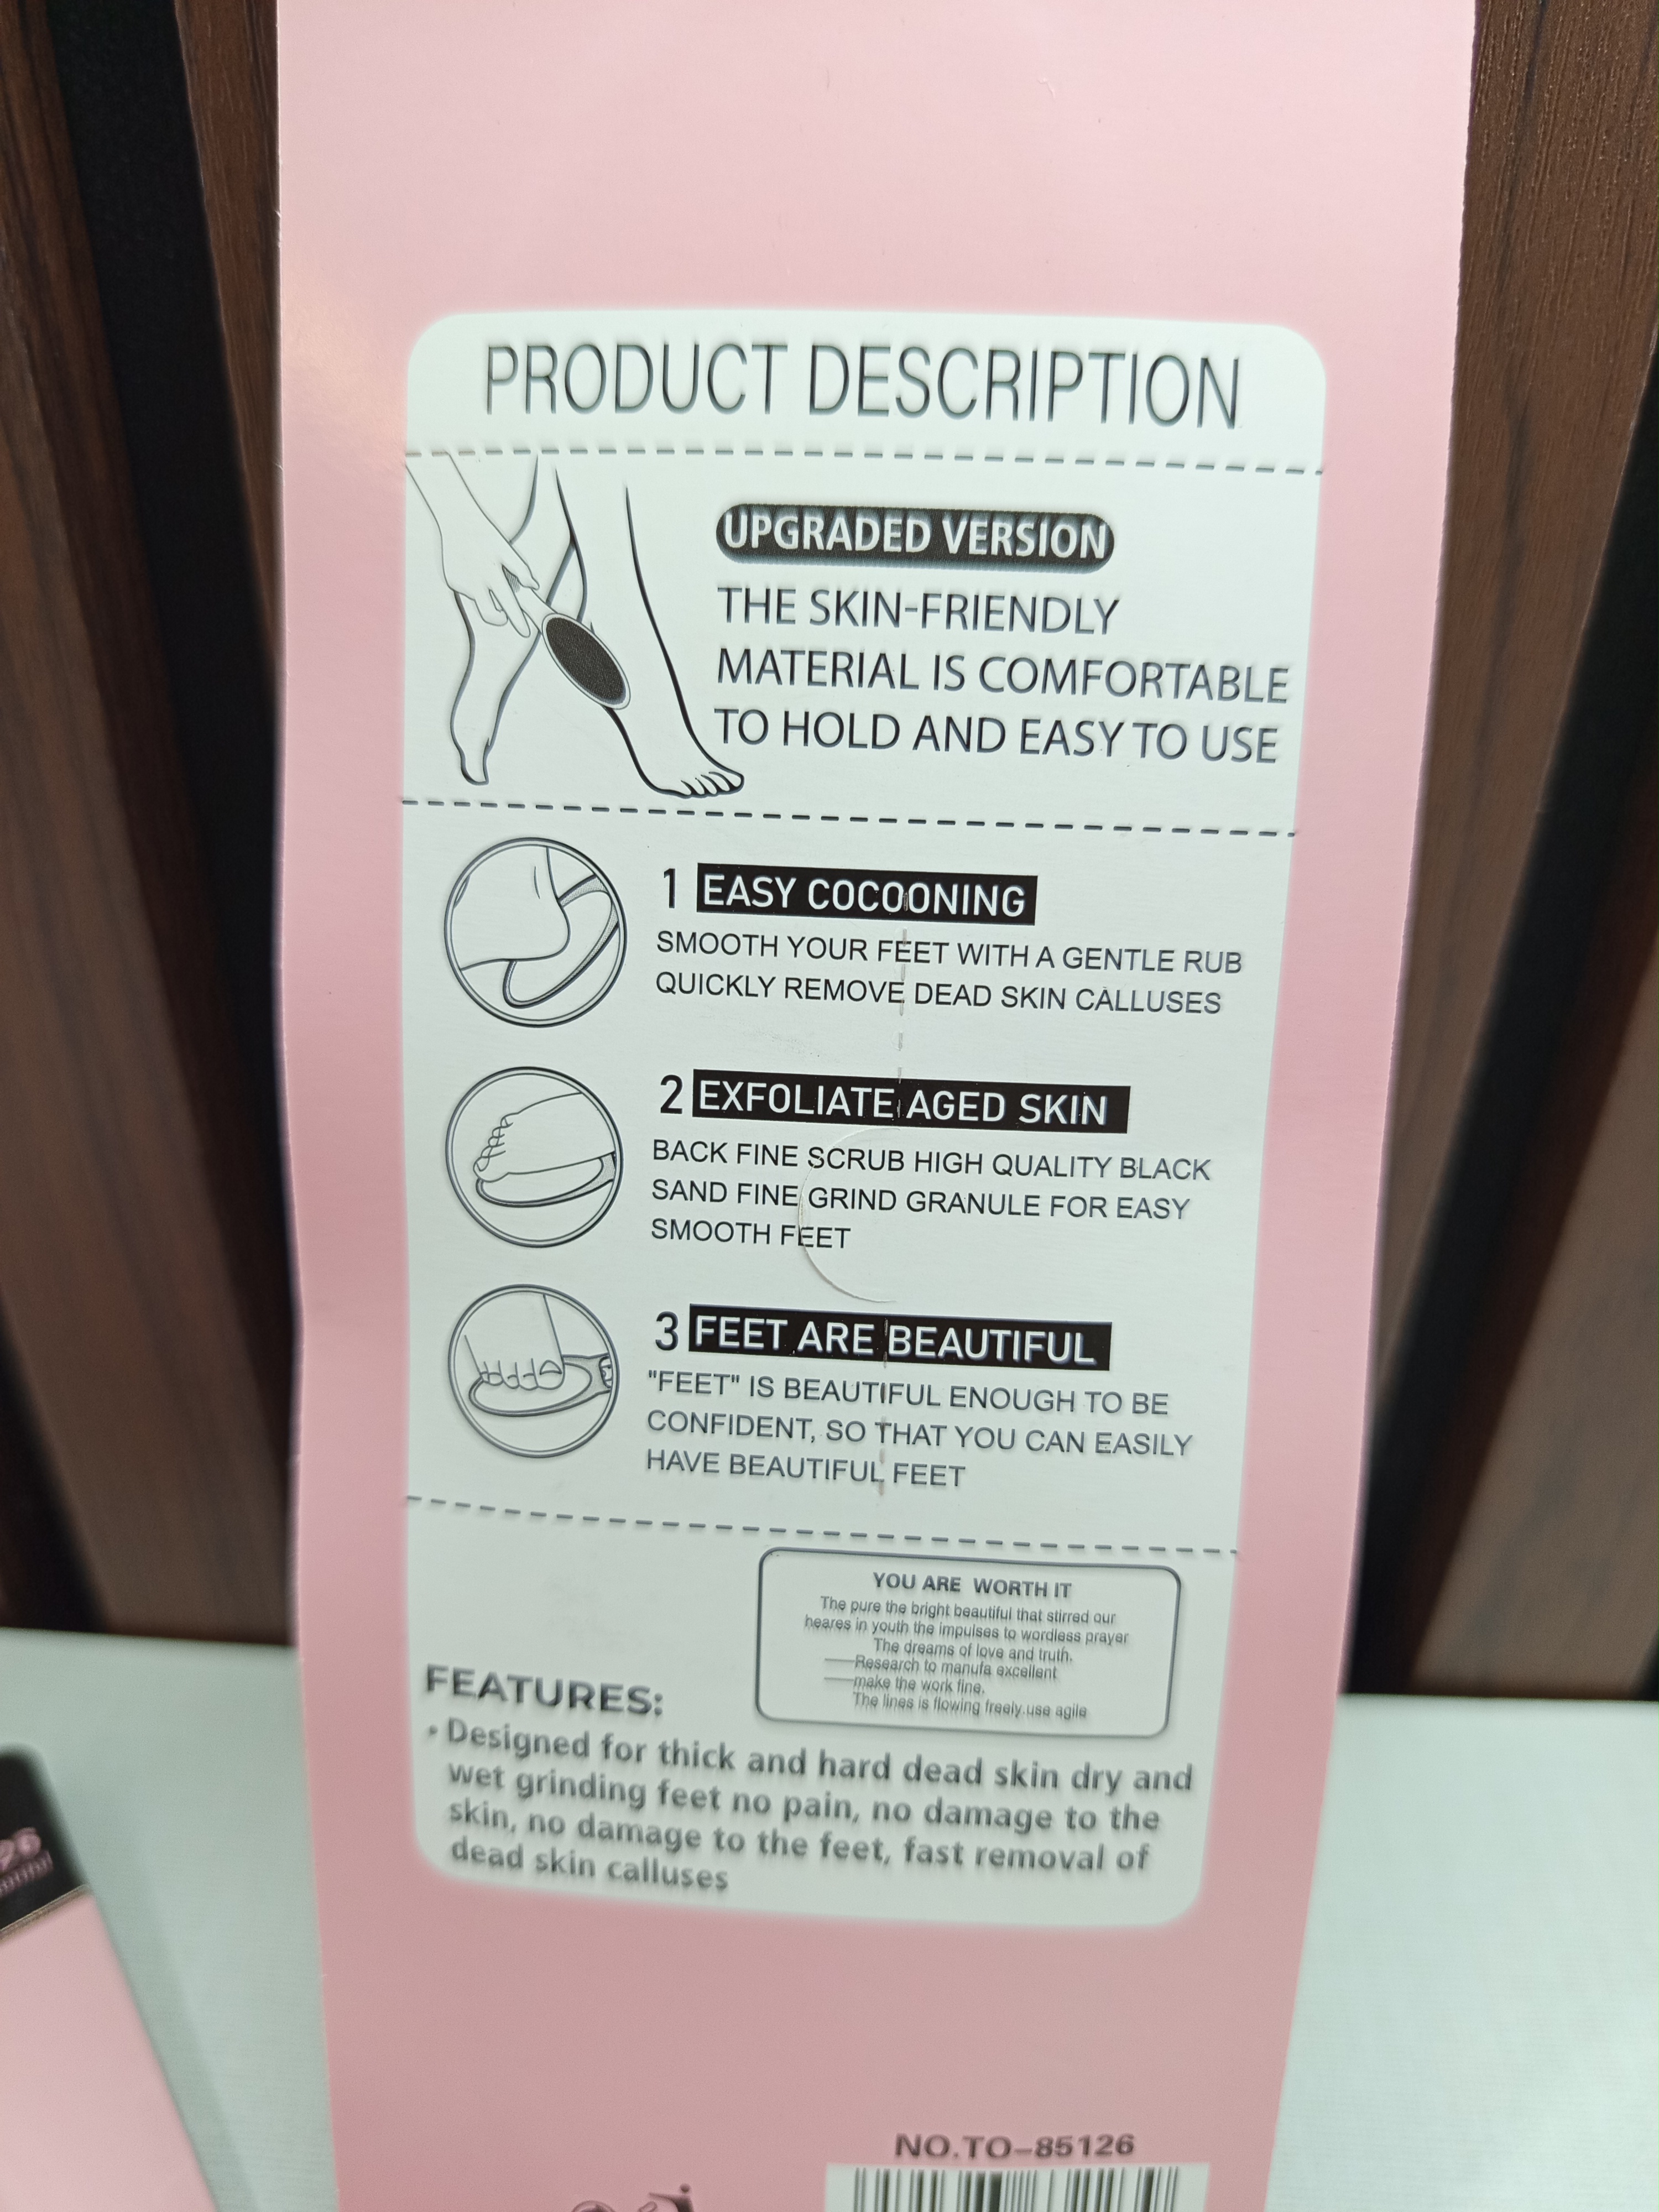 PRODUCT DESCRIPTION
UPGRADED VERSION
THE SKIN-FRIENDLY
MATERIAL IS COMFORTABLE
TO HOLD AND EASY TO USE
1 EASY COCOONING
SMOOTH YOUR FEET WITH A GENTLE RUB
QUICKLY REMOVE DEAD SKIN CALLUSES
2 EXFOLIATE AGED SKIN
BACK FINE SCRUB HIGH QUALITY BLACK
SAND FINE GRIND GRANULE FOR EASY
SMOOTH FEET
3 FEET ARE BEAUTIFUL
"FEET" IS BEAUTIFUL ENOUGH TO BE
CONFIDENT, SO THAT YOU CAN EASILY
HAVE BEAUTIFUL FEET
YOU ARE WORTH IT
The pure the bright beautiful that stirred our
heares in youth the impulses to wordless prayer
The dreams of love and truth.
——Research to manufa excellent
——make the work fine,
The lines is flowing freely.use agile
FEATURES:
• Designed for thick and hard dead skin dry and
wet grinding feet no pain, no damage to the
skin, no damage to the feet, fast removal of
dead skin calluses
NO.TO-85126